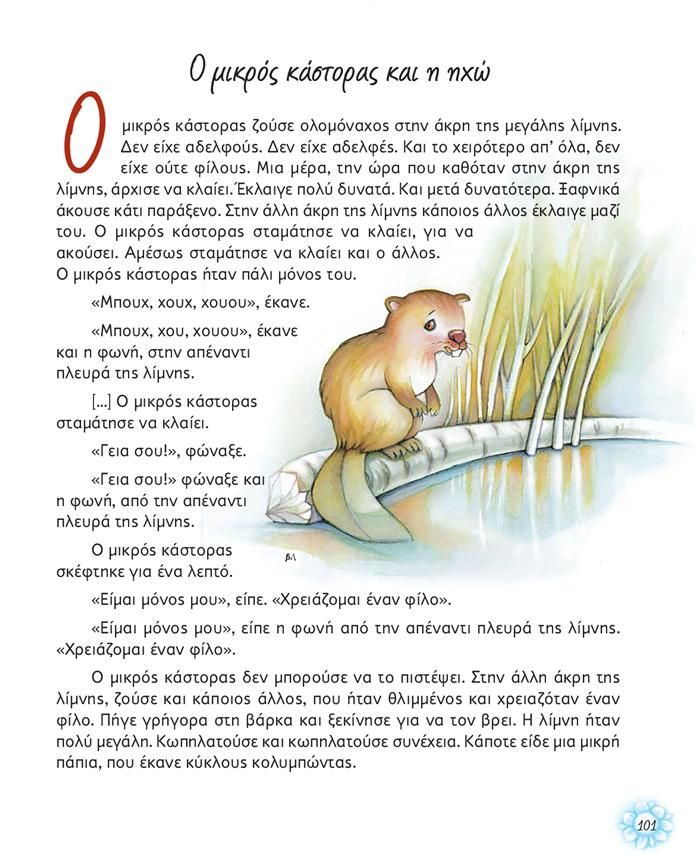 Ο μικρός κάστορας και η ηχώ
Ο μικρός κάστορας ζούσε ολομόναχος στην άκρη της μεγάλης λίμνης.
Δεν είχε αδελφούς. Δεν είχε αδελφές. Και το χειρότερο απ’ όλα, δεν
είχε ούτε φίλους. Μια μέρα, την ώρα που καθόταν στην άκρη της
λίμνης, άρχισε να κλαίει. Έκλαιγε πολύ δυνατά. Και μετά δυνατότερα. Ξαφνικά
άκουσε κάτι παράξενο. Στην άλλη άκρη της λίμνης κάποιος άλλος έκλαιγε μαζί
του. Ο μικρός κάστορας σταμάτησε να κλαίει, για να
ακούσει. Αμέσως σταμάτησε να κλαίει και ο άλλος.
Ο μικρός κάστορας ήταν πάλι μόνος του.
«Μπουχ, χουχ, χουου», έκανε.
«Μπουχ, χου, χουου», έκανε
και η φωνή, στην απέναντι
πλευρά της λίμνης.
[...] Ο μικρός κάστορας
σταμάτησε να κλαίει.
«Γεια σου!», φώναξε.
«Γεια σου!» φώναξε και
η φωνή, από την απέναντι
πλευρά της λίμνης.
Ο μικρός κάστορας
σκέφτηκε για ένα λεπτό.
ΒΛ
«Είμαι μόνος μου», είπε. «Χρειάζομαι έναν φίλο».
«Είμαι μόνος μου», είπε η φωνή από την απέναντι πλευρά της λίμνης.
«Χρειάζομαι έναν φίλο».
Ο μικρός κάστορας δεν μπορούσε να το πιστέψει. Στην άλλη άκρη της
λίμνης, ζούσε και κάποιος άλλος, που ήταν θλιμμένος και χρειαζόταν έναν
φίλο. Πήγε γρήγορα στη βάρκα και ξεκίνησε για να τον βρει. Η λίμνη ήταν
πολύ μεγάλη. Κωπηλατούσε και κωπηλατούσε συνέχεια. Κάποτε είδε μια μικρή
πάπια, που έκανε κύκλους κολυμπώντας.
101